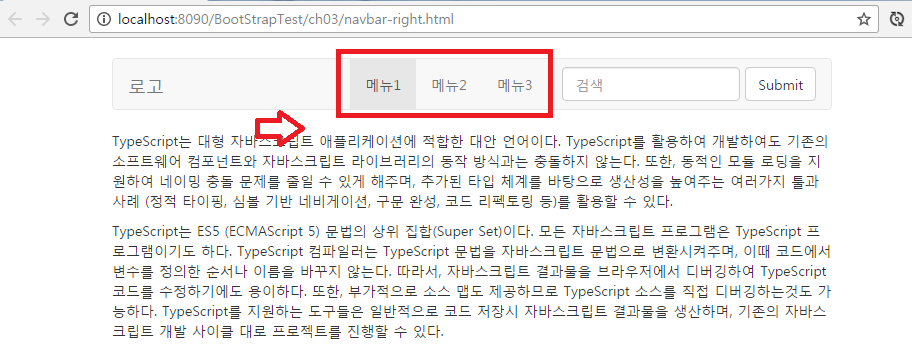 localhost:8090/BootStrapTest/ch03/navbar-right.html
로고 메뉴1 메뉴2 메뉴3 검색 Submit
TypeScript는 대형 자바스크립트 애플리케이션에 적합한 대안 언어이다. TypeScript를 활용하여 개발하여도 기존의
소프트웨어 컴포넌트와 자바스크립트 라이브러리의 동작 방식과는 충돌하지 않는다. 또한, 동적인 모듈 로딩을 지
원하여 네이밍 충돌 문제를 줄일 수 있게 해주며, 추가된 타입 체계를 바탕으로 생산성을 높여주는 여러가지 툴과
사례 (정적 타이핑, 심볼 기반 네비게이션, 구문 완성, 코드 리펙토링 등)를 활용할 수 있다.
TypeScript는 ES5 (ECMAScript 5) 문법의 상위 집합(Super Set)이다. 모든 자바스크립트 프로그램은 TypeScript 프
로그램이기도 하다. TypeScript 컴파일러는 TypeScript 문법을 자바스크립트 문법으로 변환시켜주며, 이때 코드에서
변수를 정의한 순서나 이름을 바꾸지 않는다. 따라서, 자바스크립트 결과물을 브라우저에서 디버깅하여 TypeScript
코드를 수정하기에도 용이하다. 또한, 부가적으로 소스 맵도 제공하므로 TypeScript 소스를 직접 디버깅하는것도 가
능하다. TypeScript를 지원하는 도구들은 일반적으로 코드 저장시 자바스크립트 결과물을 생산하며, 기존의 자바스
크립트 개발 사이클 대로 프로젝트를 진행할 수 있다.